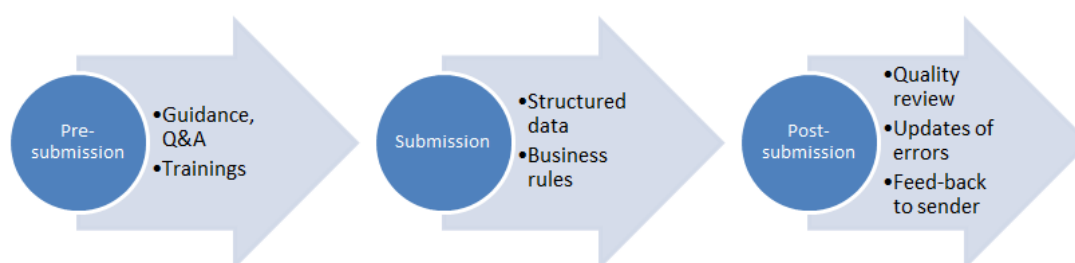 Pre-
submission
•Guidance,
Q&A
•Trainings
Submission
•Structured
data
•Business
rules
Post-
submission
•Quality
review
•Updates of
errors
•Feed-back
to sender